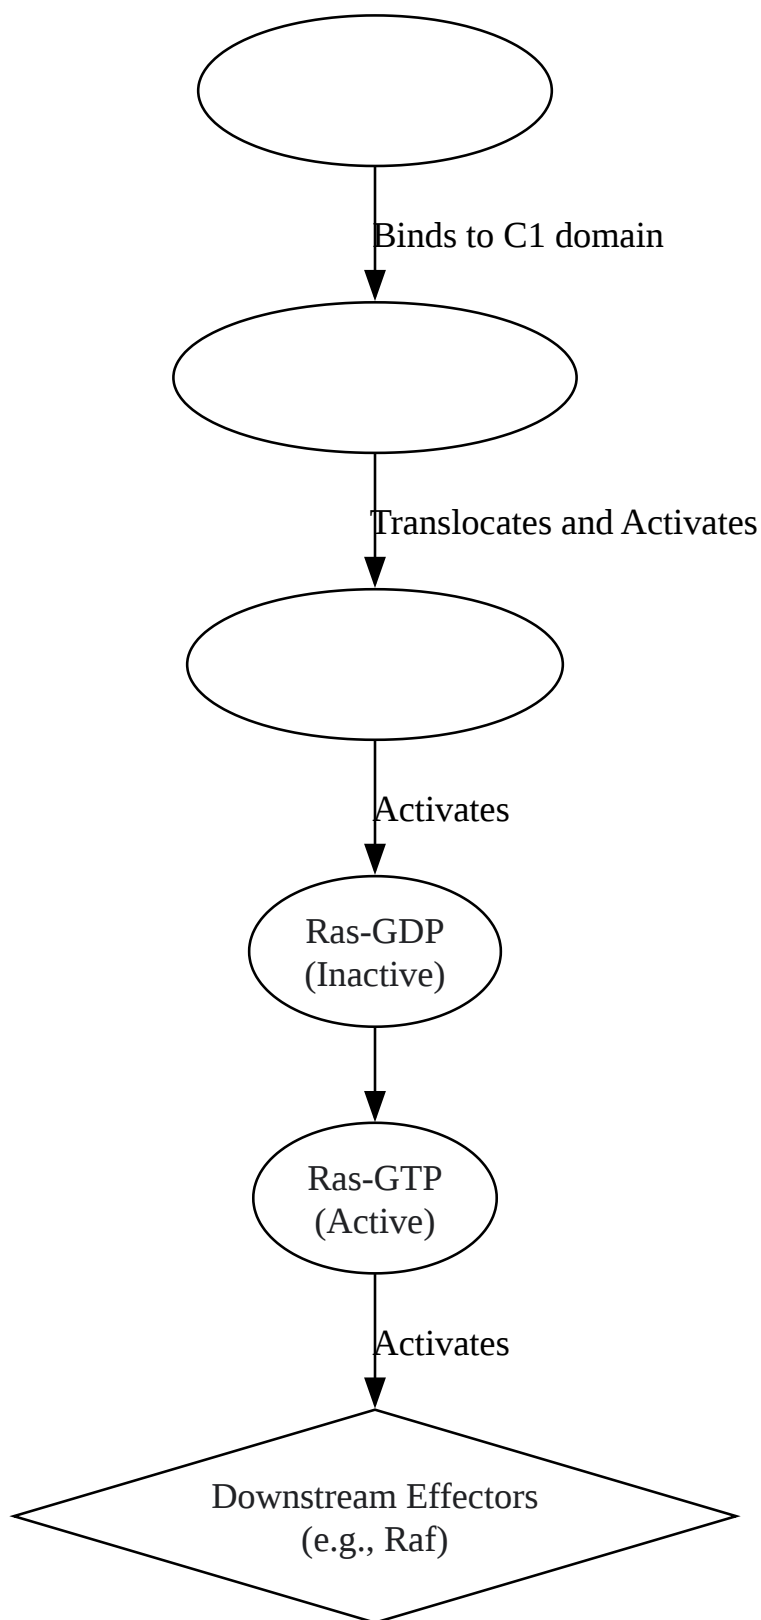 Binds to C1 domain
Translocates and Activates
Activates
Ras-GDP
(Inactive)
Ras-GTP
(Active)
Activates
Downstream Effectors
(e.g., Raf)